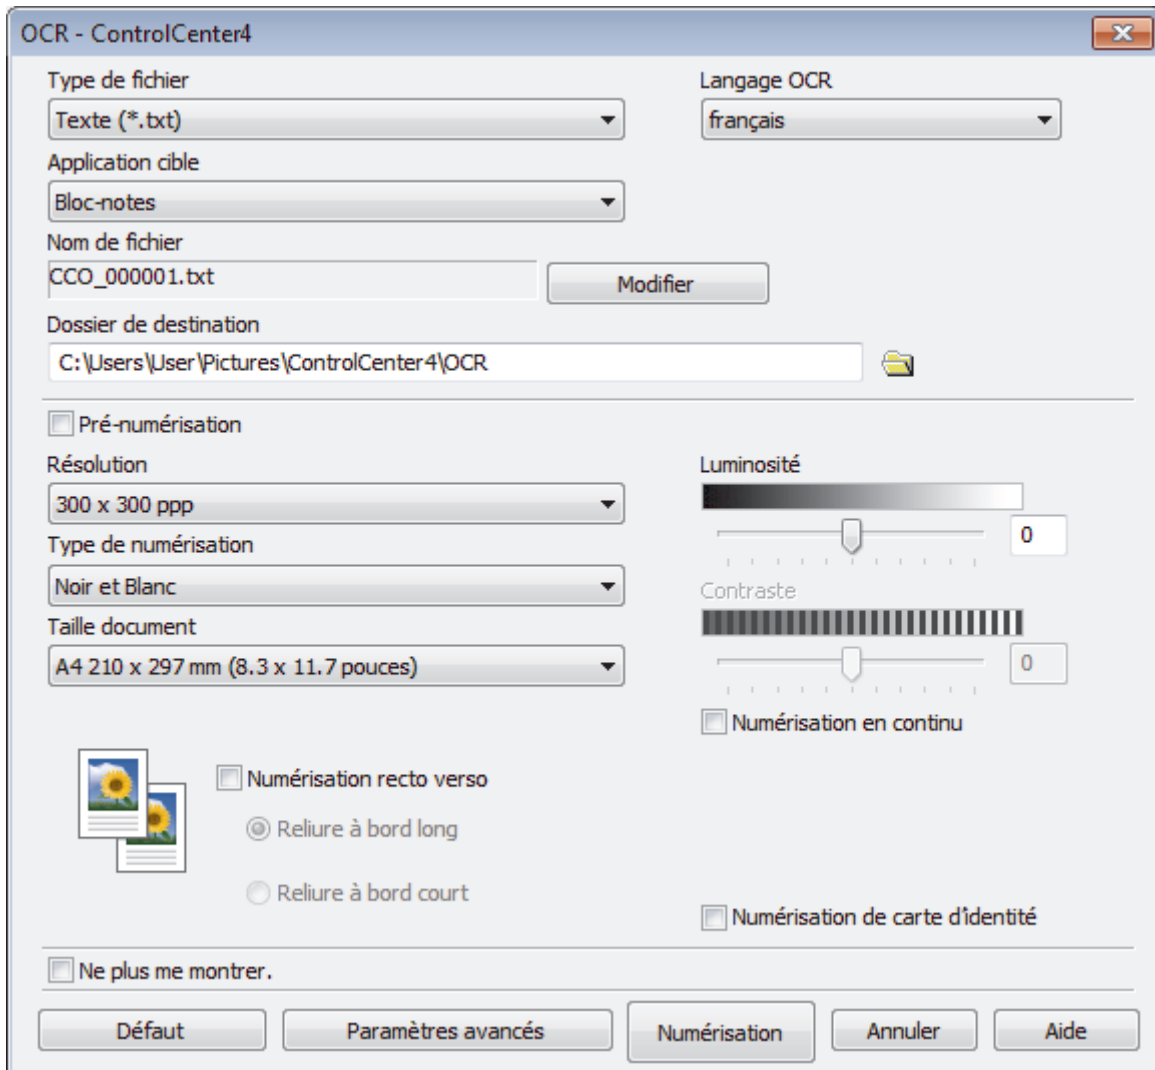 OCR - ControlCenter4
Type de fichier
Langage OCR
Texte (*.txt)
français
Application cible
Bloc-notes
Nom de fichier
CCO_000001.txt
Modifier
Dossier de destination
C:\Users\User\Pictures\ControlCenter4\OCR
Pré-numérisation
Résolution
Luminosité
300 x 300 ppp
0
Type de numérisation
Noir et Blanc
Contraste
Taille document
A4 210 x 297 mm (8.3 x 11.7 pouces)
0
Numérisation en continu
Numérisation recto verso
Reliure à bord long
Reliure à bord court
Numérisation de carte d'identité
Ne plus me montrer.
Défaut
Paramètres avancés
Numérisation
Annuler
Aide